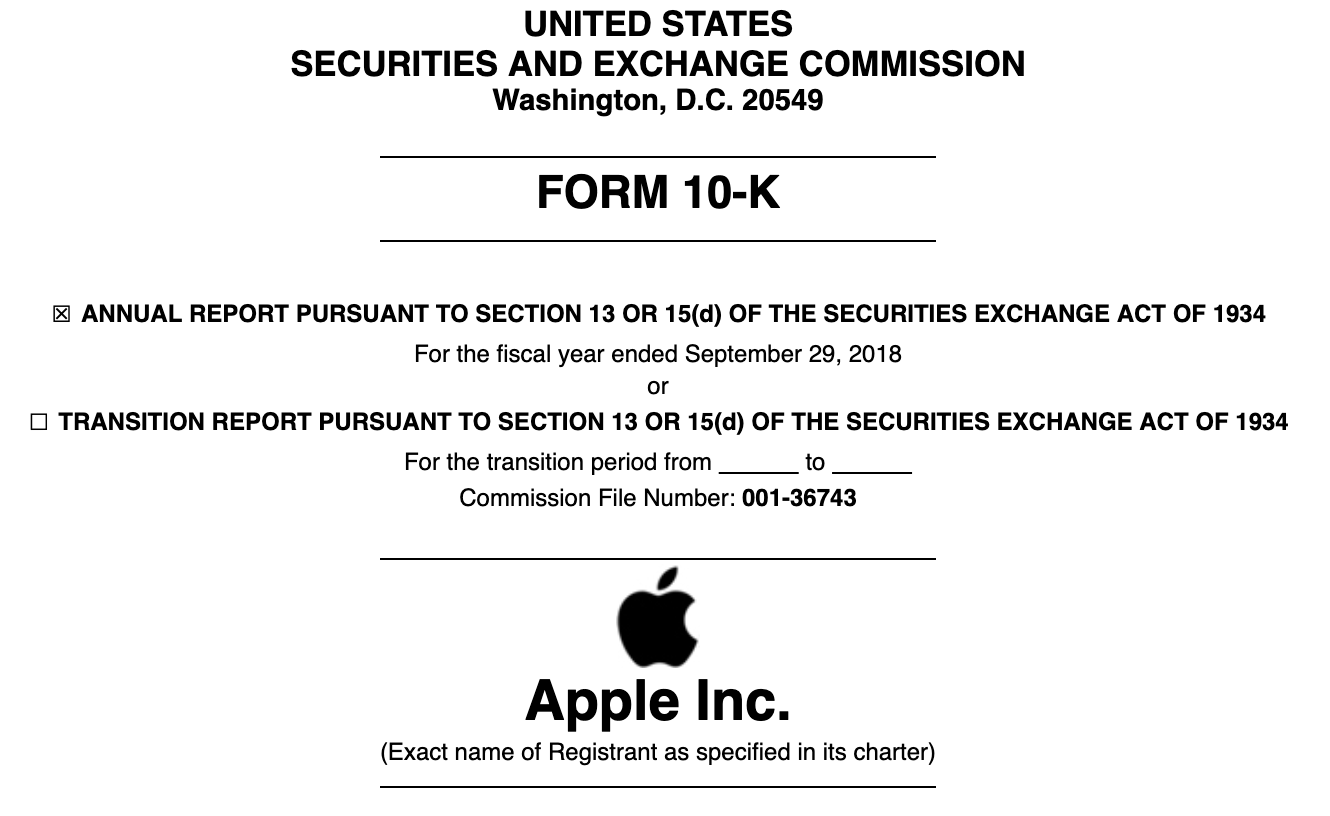 UNITED STATES
SECURITIES AND EXCHANGE COMMISSION
Washington, D.C. 20549
FORM 10-K
☒ ANNUAL REPORT PURSUANT TO SECTION 13 OR 15(d) OF THE SECURITIES EXCHANGE ACT OF 1934
For the fiscal year ended September 29, 2018
or
☐ TRANSITION REPORT PURSUANT TO SECTION 13 OR 15(d) OF THE SECURITIES EXCHANGE ACT OF 1934
For the transition period from ______ to ______
Commission File Number: 001-36743
Apple Inc.
(Exact name of Registrant as specified in its charter)